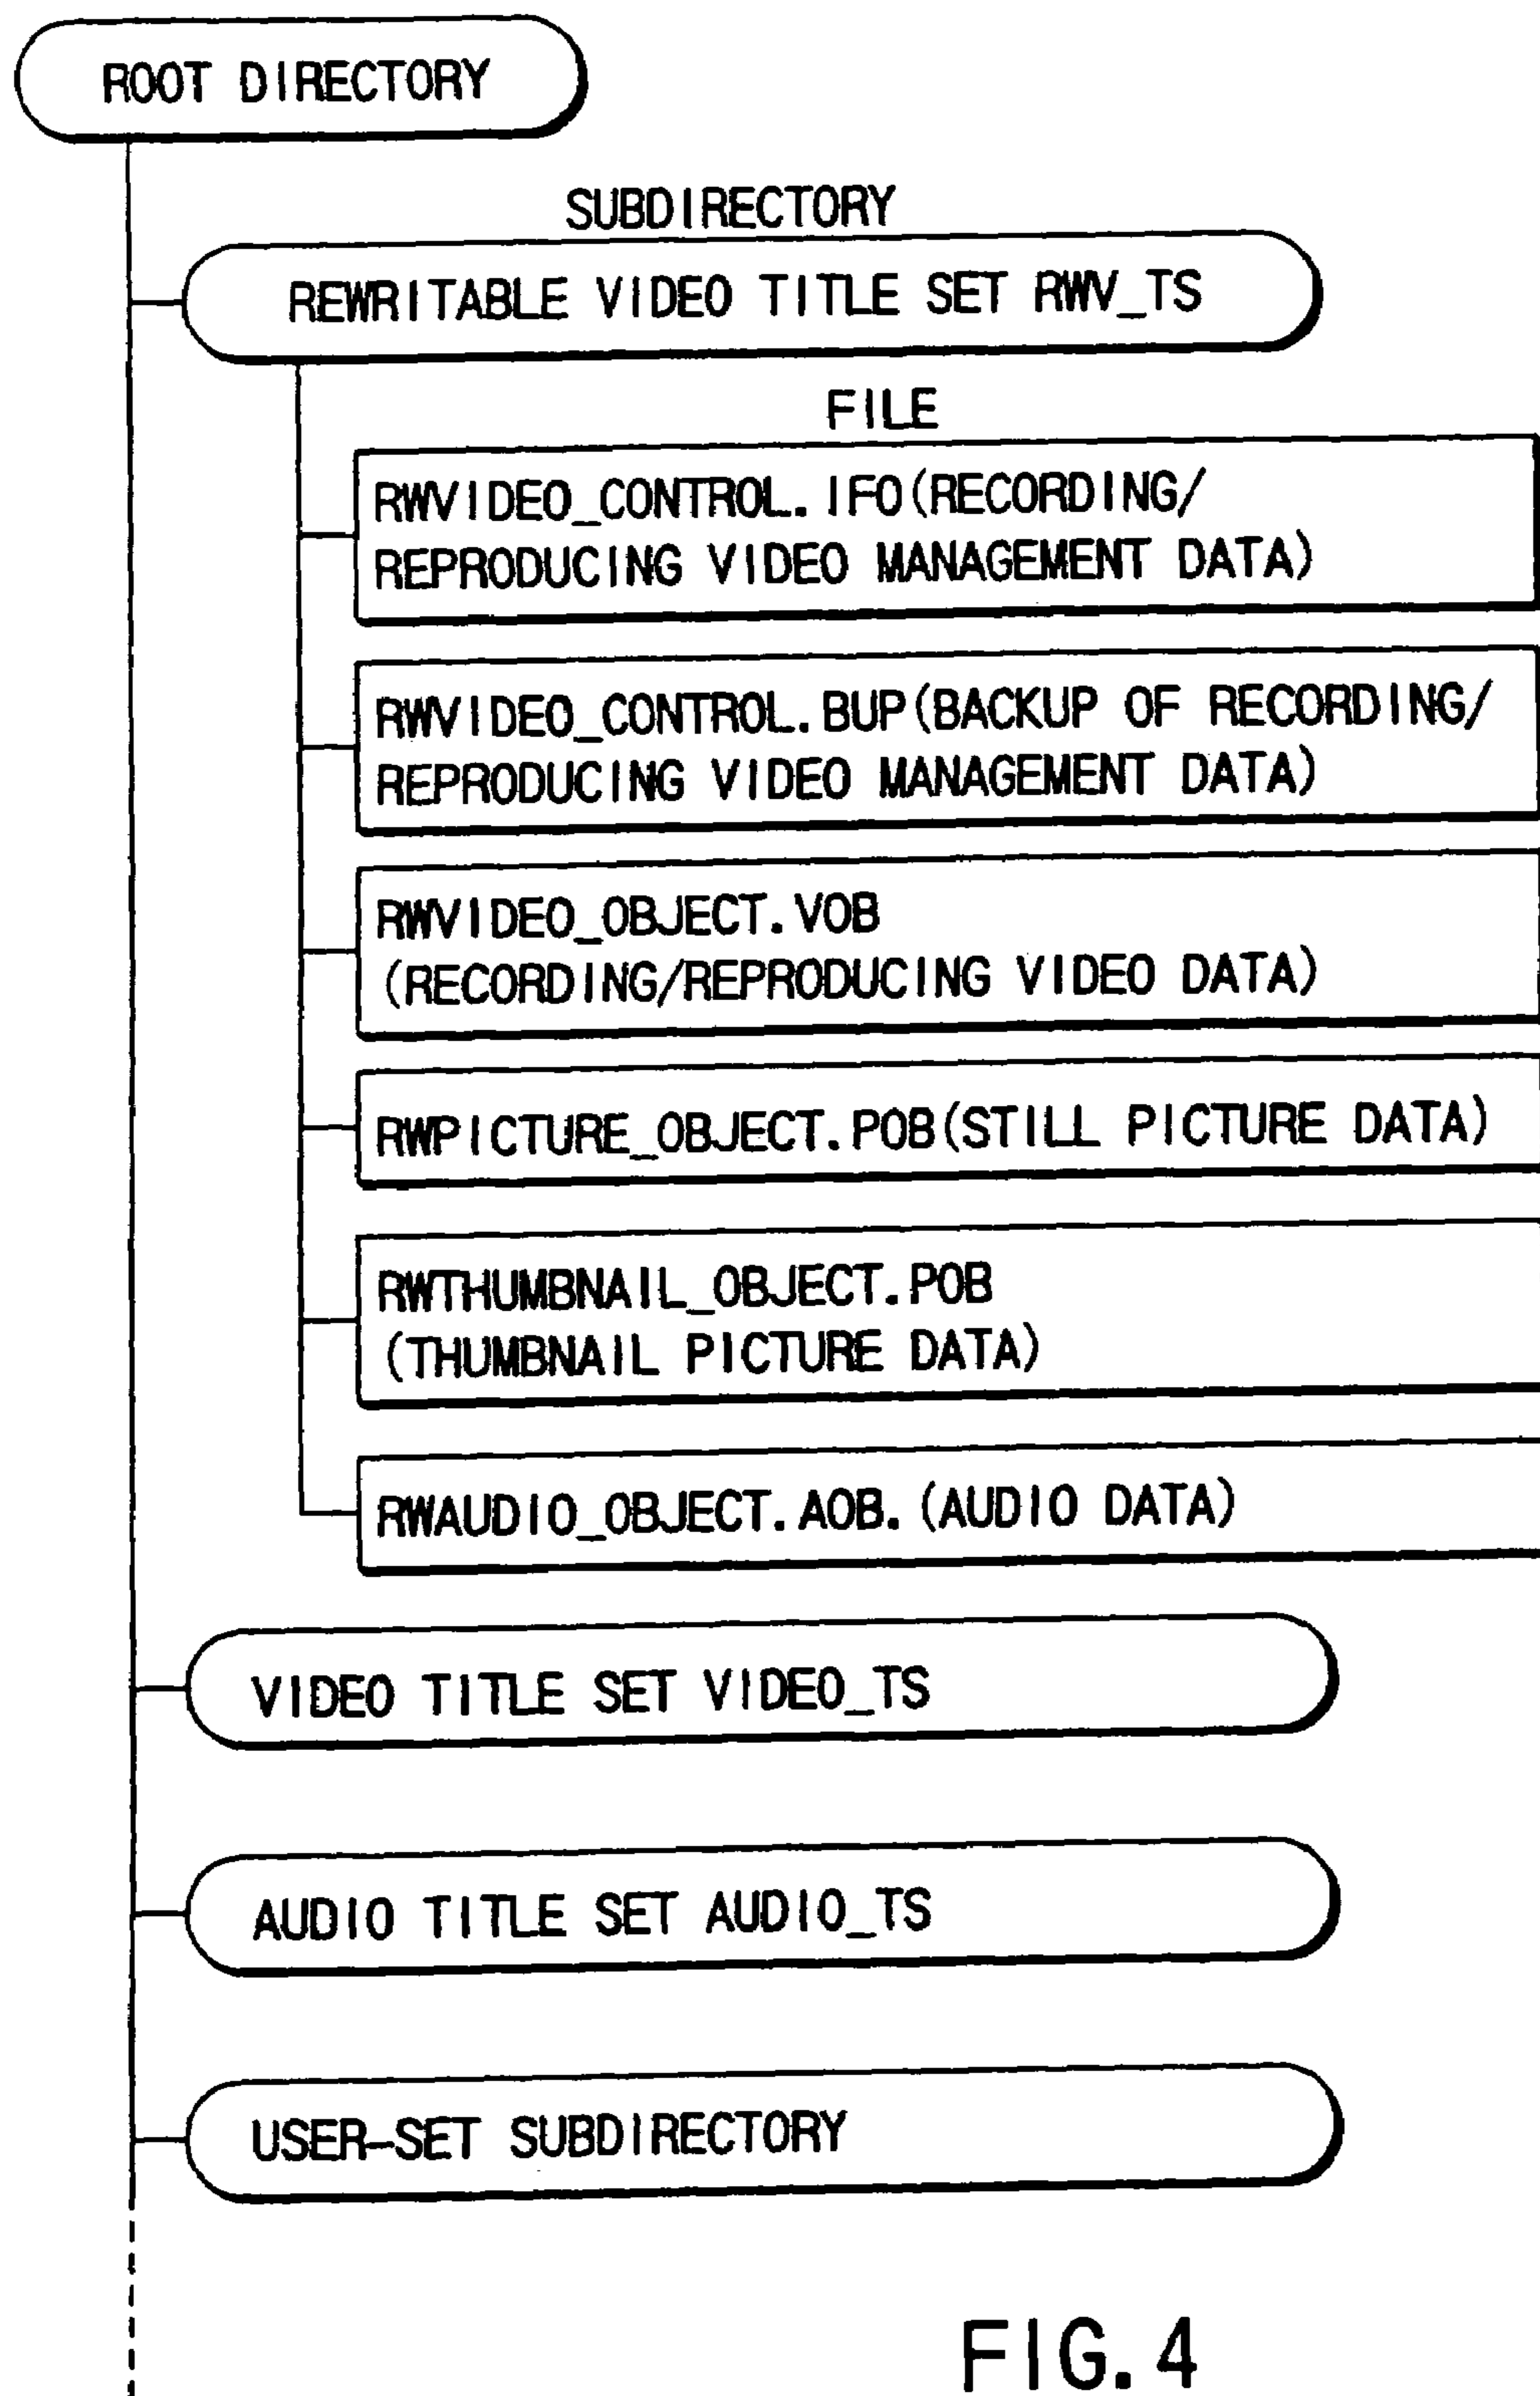 ROOT DIRECTORY
SUBDIRECTORY
REWRITABLE VIDEO TITLE SET RWV_TS
FILE
RWVIDEO_CONTROL.IFO(RECORDING/
REPRODUCING VIDEO MANAGEMENT DATA)
RWVIDEO_CONTROL.BUP(BACKUP OF RECORDING/
REPRODUCING VIDEO MANAGEMENT DATA)
RWVIDEO_OBJECT.VOB
(RECORDING/REPRODUCING VIDEO DATA)
RWPICTURE_OBJECT.POB(STILL PICTURE DATA)
RWTHUMBNAIL_OBJECT.POB
(THUMBNAIL PICTURE DATA)
RWAUDIO_OBJECT.AOB.(AUDIO DATA)
VIDEO TITLE SET VIDEO_TS
AUDIO TITLE SET AUDIO_TS
USER-SET SUBDIRECTORY
FIG.4